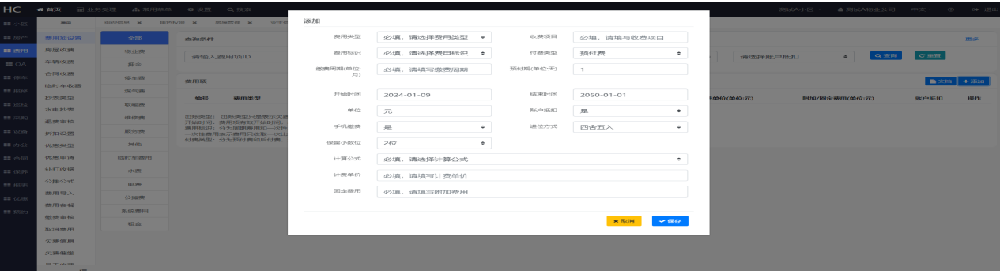 HC 首页 业务受理 常用菜单 设置 搜索 测试A小区 测试A物业公司 中文 退出
小区
房产
费用
OA
停车
报修
巡检
采购
设备
办公
合同
保养
报表
优惠
预约
费用项设置
房屋收费
车辆收费
合同收费
临时车收费
抄表类型
水电抄表
退费审核
折扣设置
优惠类型
优惠申请
补打收据
公摊公式
费用导入
费用套餐
缴费审核
取消费用
欠费信息
欠费催缴
全部
物业费
押金
停车费
煤气费
取暖费
维修费
服务费
其他
临时车费用
水费
电费
公摊费
系统费用
租金
查询条件 更多
请输入费用项ID 请选择账户抵扣 查询 重置
费用项 文档 添加
编号 费用类型 附加/固定费用(单位:元) 账户抵扣 操作
添加
费用类型 必填，请选择费用类型 收费项目 必填，请填写收费项目
费用标识 必填，请选择费用标识 付费类型 预付费
缴费周期(单位:月) 必填，请填写缴费周期 预付期(单位:天) 1
开始时间 2024-01-09 结束时间 2050-01-01
单位 元 账户抵扣 是
手机缴费 是 进位方式 四舍五入
保留小数位 2位
计算公式 必填，请选择计算公式
计费单价 必填，请填写计费单价
固定费用 必填，请填写附加费用
取消 保存